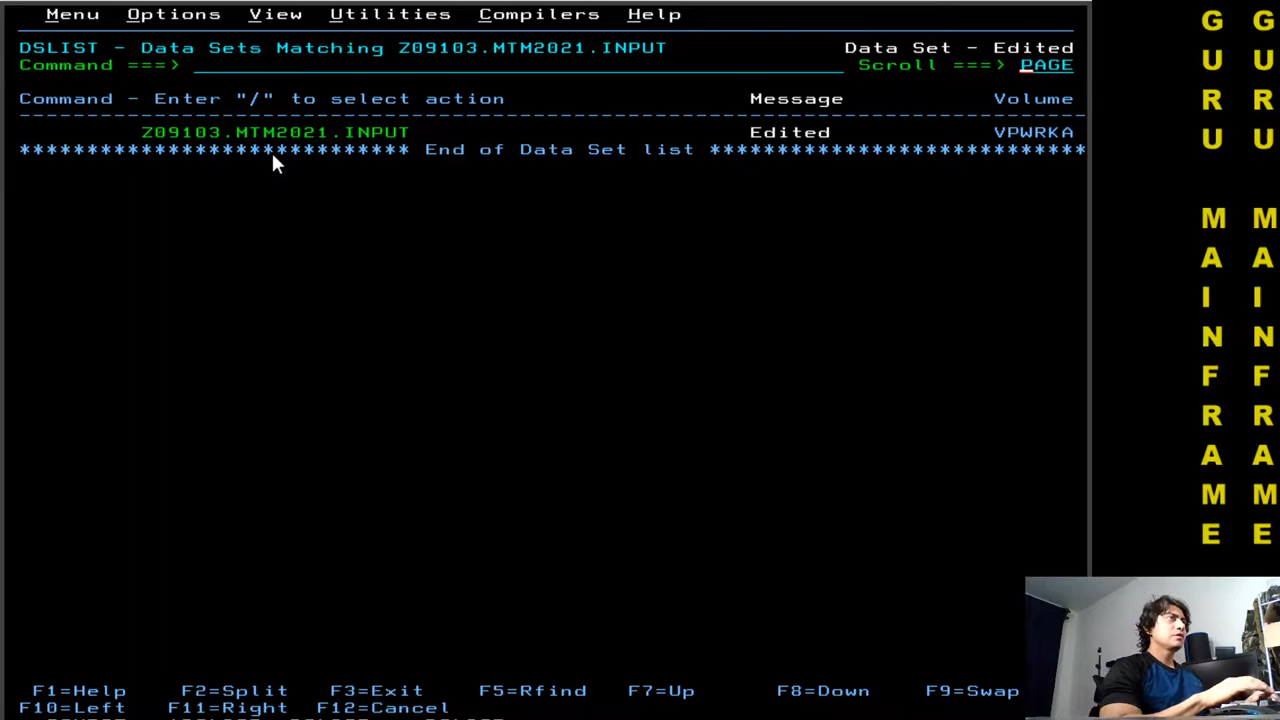 Menu Options View Utilities Compilers Help
DSLIST - Data Sets Matching Z09103.MTM2021.INPUT Data Set - Edited
Command ===> Scroll ===> PAGE
Command - Enter "/" to select action Message Volume
-------------------------------------------------------------------------------
Z09103.MTM2021.INPUT Edited VPWRKA
***************************** End of Data Set list ****************************
F1=Help F2=Split F3=Exit F5=Rfind F7=Up F8=Down F9=Swap
F10=Left F11=Right F12=Cancel
G G
U U
R R
U U
M M
A A
I I
N N
F F
R R
A A
M M
E E